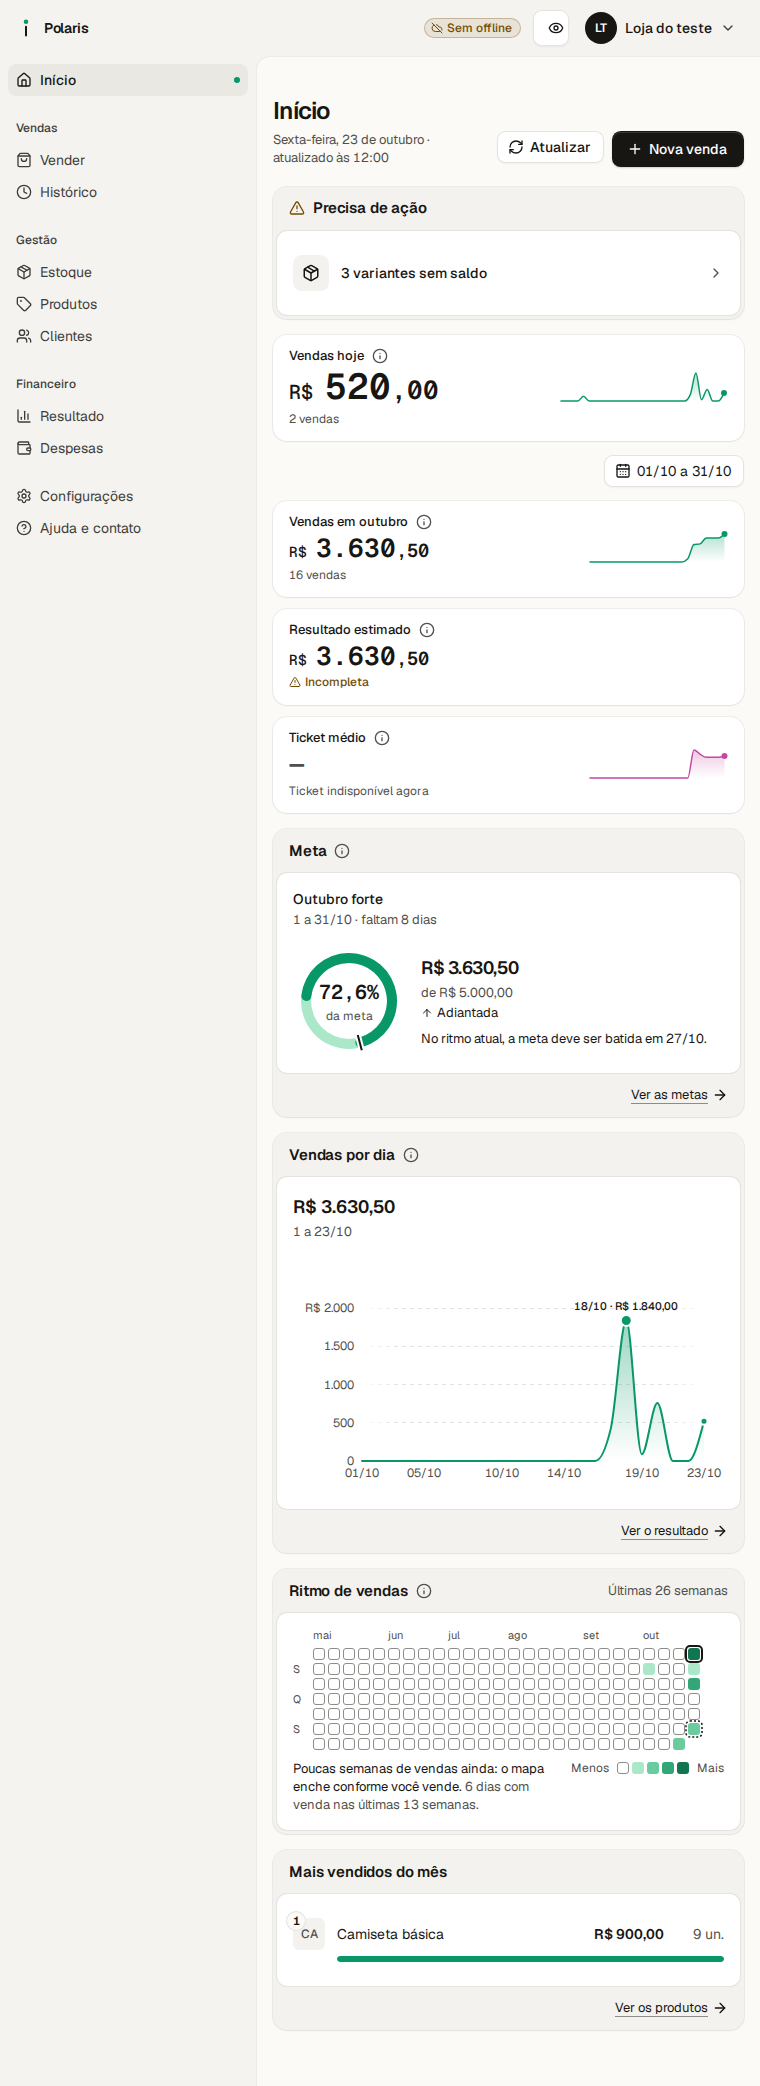 Polaris
Sem offline
LT
Loja do teste
Início
Vendas
Vender
Histórico
Gestão
Estoque
Produtos
Clientes
Financeiro
Resultado
Despesas
Configurações
Ajuda e contato
Início
Sexta-feira, 23 de outubro ·
atualizado às 12:00
Atualizar
Nova venda
Precisa de ação
3 variantes sem saldo
Vendas hoje
R$ 520,00
2 vendas
01/10 a 31/10
Vendas em outubro
R$ 3.630,50
16 vendas
Resultado estimado
R$ 3.630,50
Incompleta
Ticket médio
—
Ticket indisponível agora
Meta
Outubro forte
1 a 31/10 · faltam 8 dias
72,6%
da meta
R$ 3.630,50
de R$ 5.000,00
Adiantada
No ritmo atual, a meta deve ser batida em 27/10.
Ver as metas
Vendas por dia
R$ 3.630,50
1 a 23/10
18/10 · R$ 1.840,00
R$ 2.000
1.500
1.000
500
0
01/10 05/10 10/10 14/10 19/10 23/10
Ver o resultado
Ritmo de vendas
Últimas 26 semanas
mai jun jul ago set out
S
Q
S
Poucas semanas de vendas ainda: o mapa
enche conforme você vende. 6 dias com
venda nas últimas 13 semanas.
Menos Mais
Mais vendidos do mês
1
CA
Camiseta básica R$ 900,00 9 un.
Ver os produtos